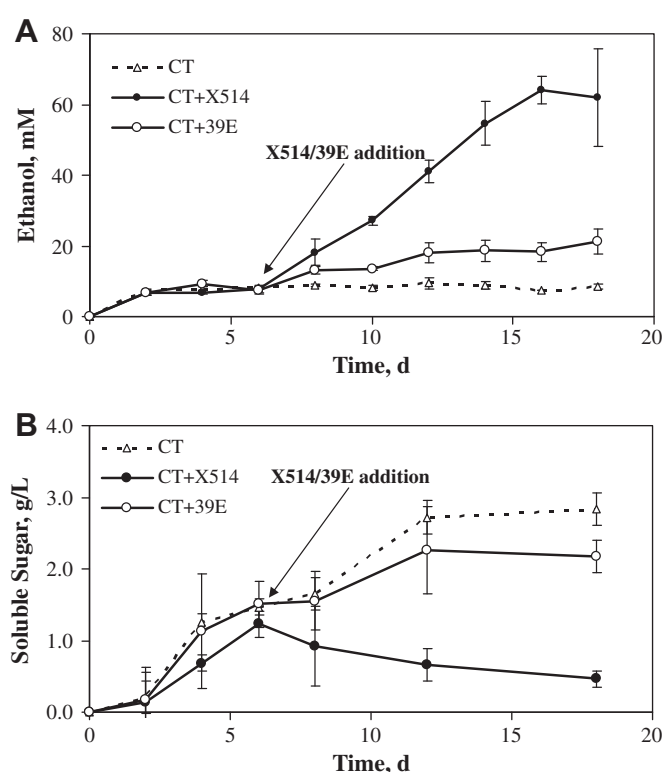 A
80
60
40
20
0
Ethanol, mM
CT
CT+X514
CT+39E
X514/39E addition
0 5 10 15 20
Time, d
B
4.0
3.0
2.0
1.0
0.0
Soluble Sugar, g/L
CT
CT+X514
CT+39E
X514/39E addition
0 5 10 15 20
Time, d